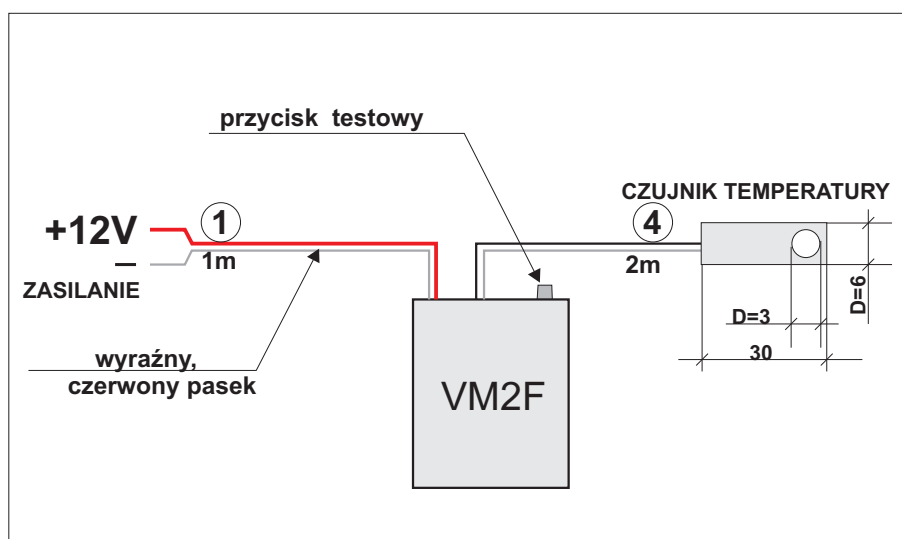 przycisk testowy
CZUJNIK TEMPERATURY
+12V
1
4
1m
2m
–
ZASILANIE
D=6
D=3
30
wyraźny,
czerwony pasek
VM2F